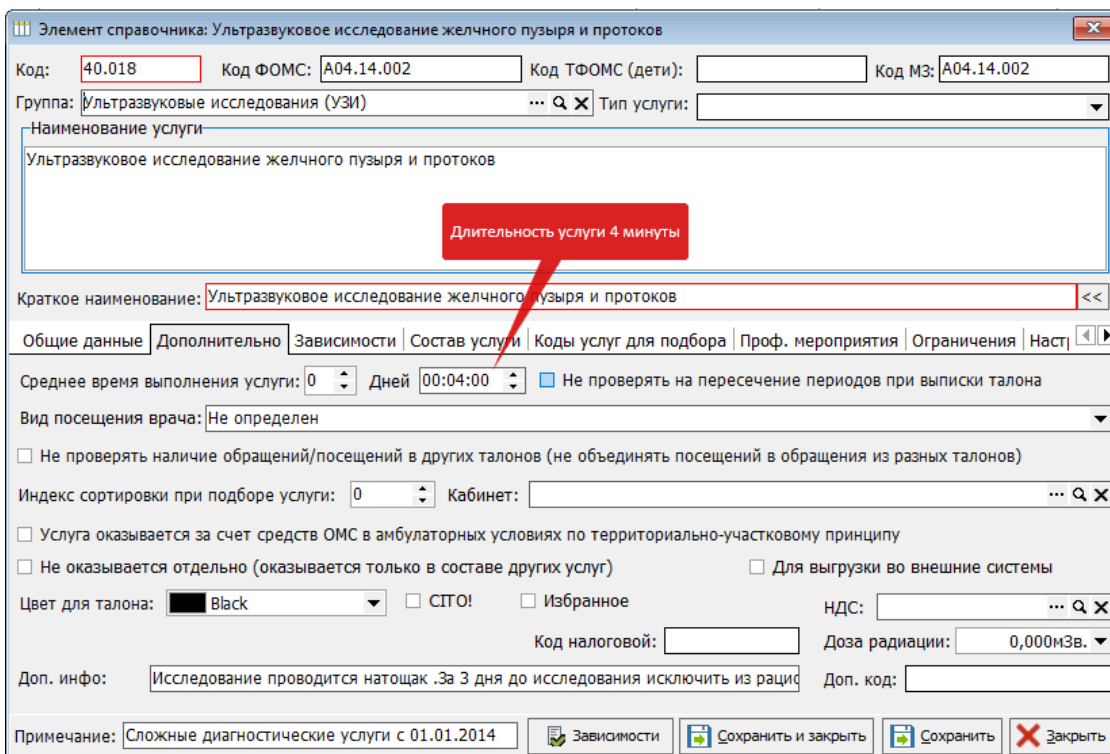 Элемент справочника: Ультразвуковое исследование желчного пузыря и протоков
Код: 40.018 Код ФОМС: A04.14.002 Код ТФОМС (дети): Код МЗ: A04.14.002
Группа: Ультразвуковые исследования (УЗИ) Тип услуги:
Наименование услуги
Ультразвуковое исследование желчного пузыря и протоков
Длительность услуги 4 минуты
Краткое наименование: Ультразвуковое исследование желчного пузыря и протоков <<
Общие данные Дополнительно Зависимости Состав услуги Коды услуг для подбора Проф. мероприятия Ограничения Наст
Среднее время выполнения услуги: 0 Дней 00:04:00 Не проверять на пересечение периодов при выписки талона
Вид посещения врача: Не определен
Не проверять наличие обращений/посещений в других талонов (не объединять посещений в обращения из разных талонов)
Индекс сортировки при подборе услуги: 0 Кабинет:
Услуга оказывается за счет средств ОМС в амбулаторных условиях по территориально-участковому принципу
Не оказывается отдельно (оказывается только в составе других услуг) Для выгрузки во внешние системы
Цвет для талона: Black CITO! Избранное НДС:
Код налоговой: Доза радиации: 0,000мЗв.
Доп. инфо: Исследование проводится натощак .За 3 дня до исследования исключить из рацио Доп. код:
Примечание: Сложные диагностические услуги с 01.01.2014 Зависимости Сохранить и закрыть Сохранить Закрыть